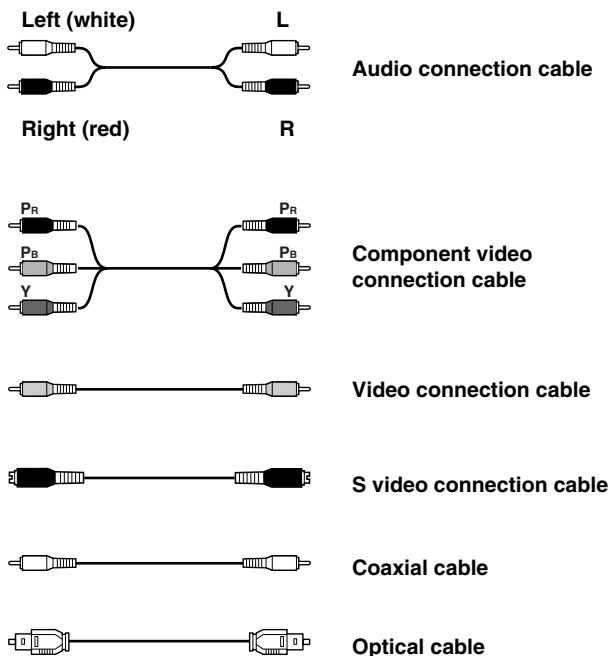 Left (white) L
Audio connection cable
Right (red) R
PR PR
PB PB
Y Y
Component video
connection cable
Video connection cable
S video connection cable
Coaxial cable
Optical cable